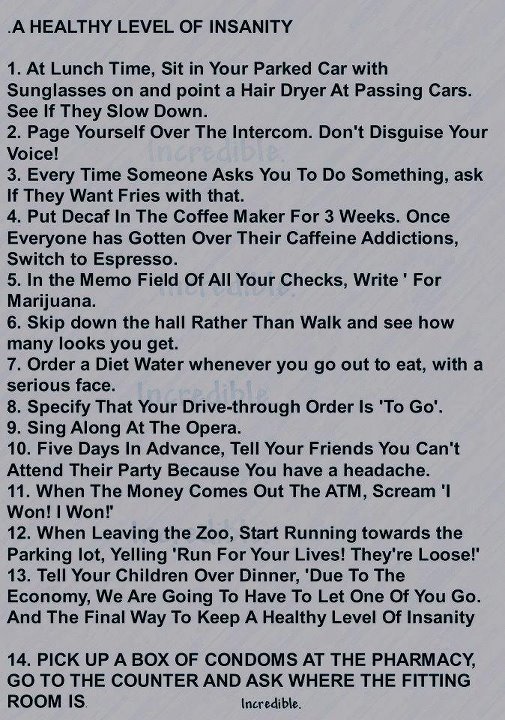 .A HEALTHY LEVEL OF INSANITY
1. At Lunch Time, Sit in Your Parked Car with
Sunglasses on and point a Hair Dryer At Passing Cars.
See If They Slow Down.
2. Page Yourself Over The Intercom. Don't Disguise Your
Voice!
Incredible.
3. Every Time Someone Asks You To Do Something, ask
If They Want Fries with that.
4. Put Decaf In The Coffee Maker For 3 Weeks. Once
Everyone has Gotten Over Their Caffeine Addictions,
Switch to Espresso.
5. In the Memo Field Of All Your Checks, Write ' For
Marijuana.
Incredible.
6. Skip down the hall Rather Than Walk and see how
many looks you get.
7. Order a Diet Water whenever you go out to eat, with a
serious face.
Incredible
8. Specify That Your Drive-through Order Is 'To Go'.
9. Sing Along At The Opera.
10. Five Days In Advance, Tell Your Friends You Can't
Attend Their Party Because You have a headache.
11. When The Money Comes Out The ATM, Scream 'I
Won! I Won!'
12. When Leaving the Zoo, Start Running towards the
Parking lot, Yelling 'Run For Your Lives! They're Loose!'
13. Tell Your Children Over Dinner, 'Due To The
Economy, We Are Going To Have To Let One Of You Go.
And The Final Way To Keep A Healthy Level Of Insanity
14. PICK UP A BOX OF CONDOMS AT THE PHARMACY,
GO TO THE COUNTER AND ASK WHERE THE FITTING
ROOM IS.
Incredible.